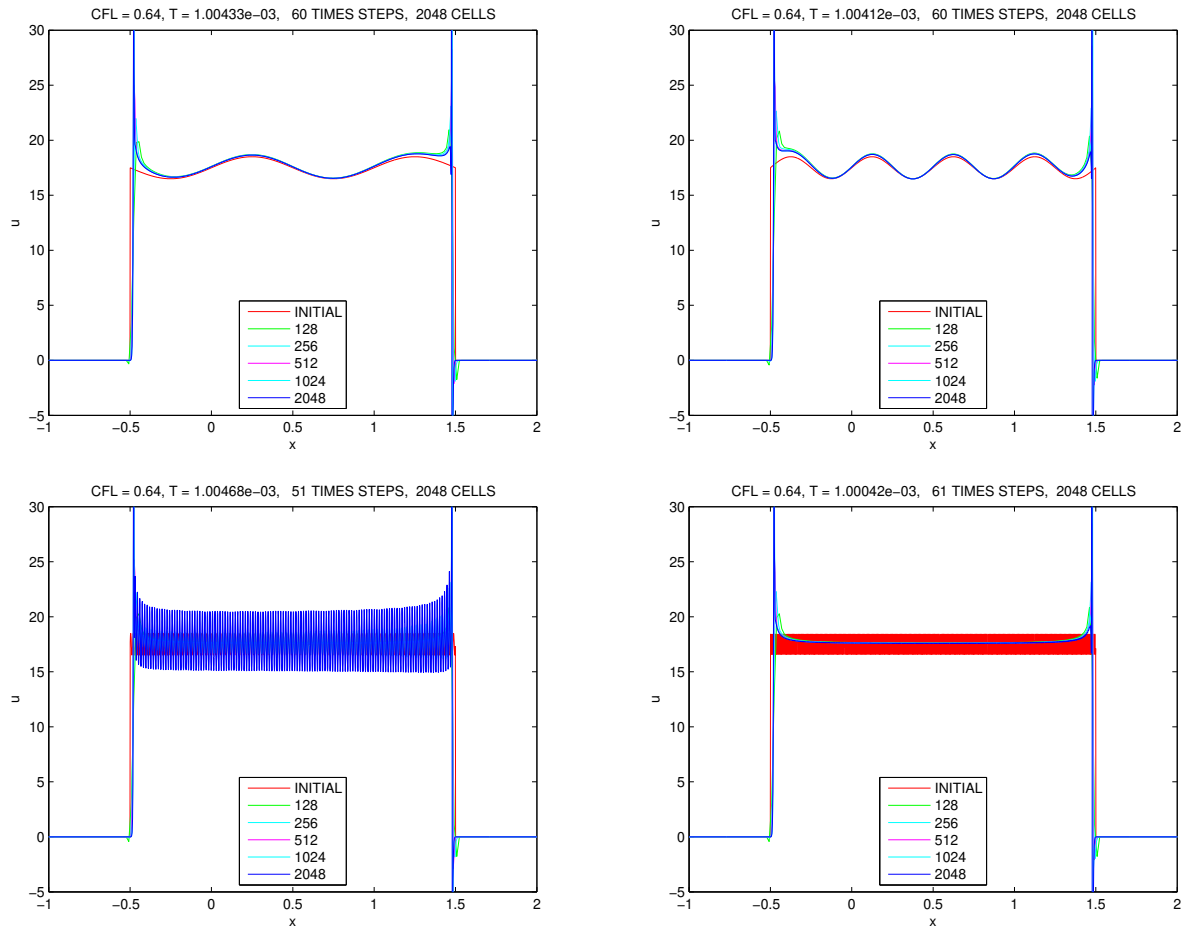 CFL = 0.64, T = 1.00433e−03, 60 TIMES STEPS, 2048 CELLS
30
25
20
15
10
5
0
−5
u
INITIAL
128
256
512
1024
2048
−1 −0.5 0 0.5 1 1.5 2
x
CFL = 0.64, T = 1.00412e−03, 60 TIMES STEPS, 2048 CELLS
30
25
20
15
10
5
0
−5
u
INITIAL
128
256
512
1024
2048
−1 −0.5 0 0.5 1 1.5 2
x
CFL = 0.64, T = 1.00468e−03, 51 TIMES STEPS, 2048 CELLS
30
25
20
15
10
5
0
−5
u
INITIAL
128
256
512
1024
2048
−1 −0.5 0 0.5 1 1.5 2
x
CFL = 0.64, T = 1.00042e−03, 61 TIMES STEPS, 2048 CELLS
30
25
20
15
10
5
0
−5
u
INITIAL
128
256
512
1024
2048
−1 −0.5 0 0.5 1 1.5 2
x